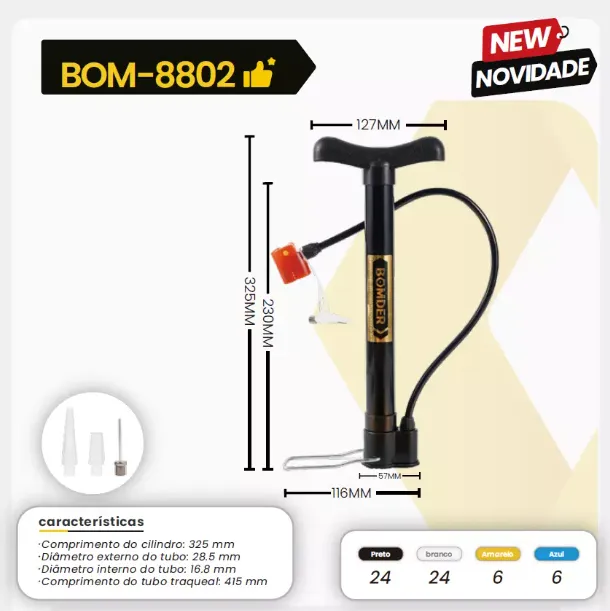 BOM-8802
NEW
NOVIDADE
127MM
325MM
230MM
BOMDER
57MM
116MM
características
·Comprimento do cilindro: 325 mm
·Diâmetro externo do tubo: 28.5 mm
·Diâmetro interno do tubo: 16.8 mm
·Comprimento do tubo traqueal: 415 mm
Preto branco Amarelo Azul
24 24 6 6